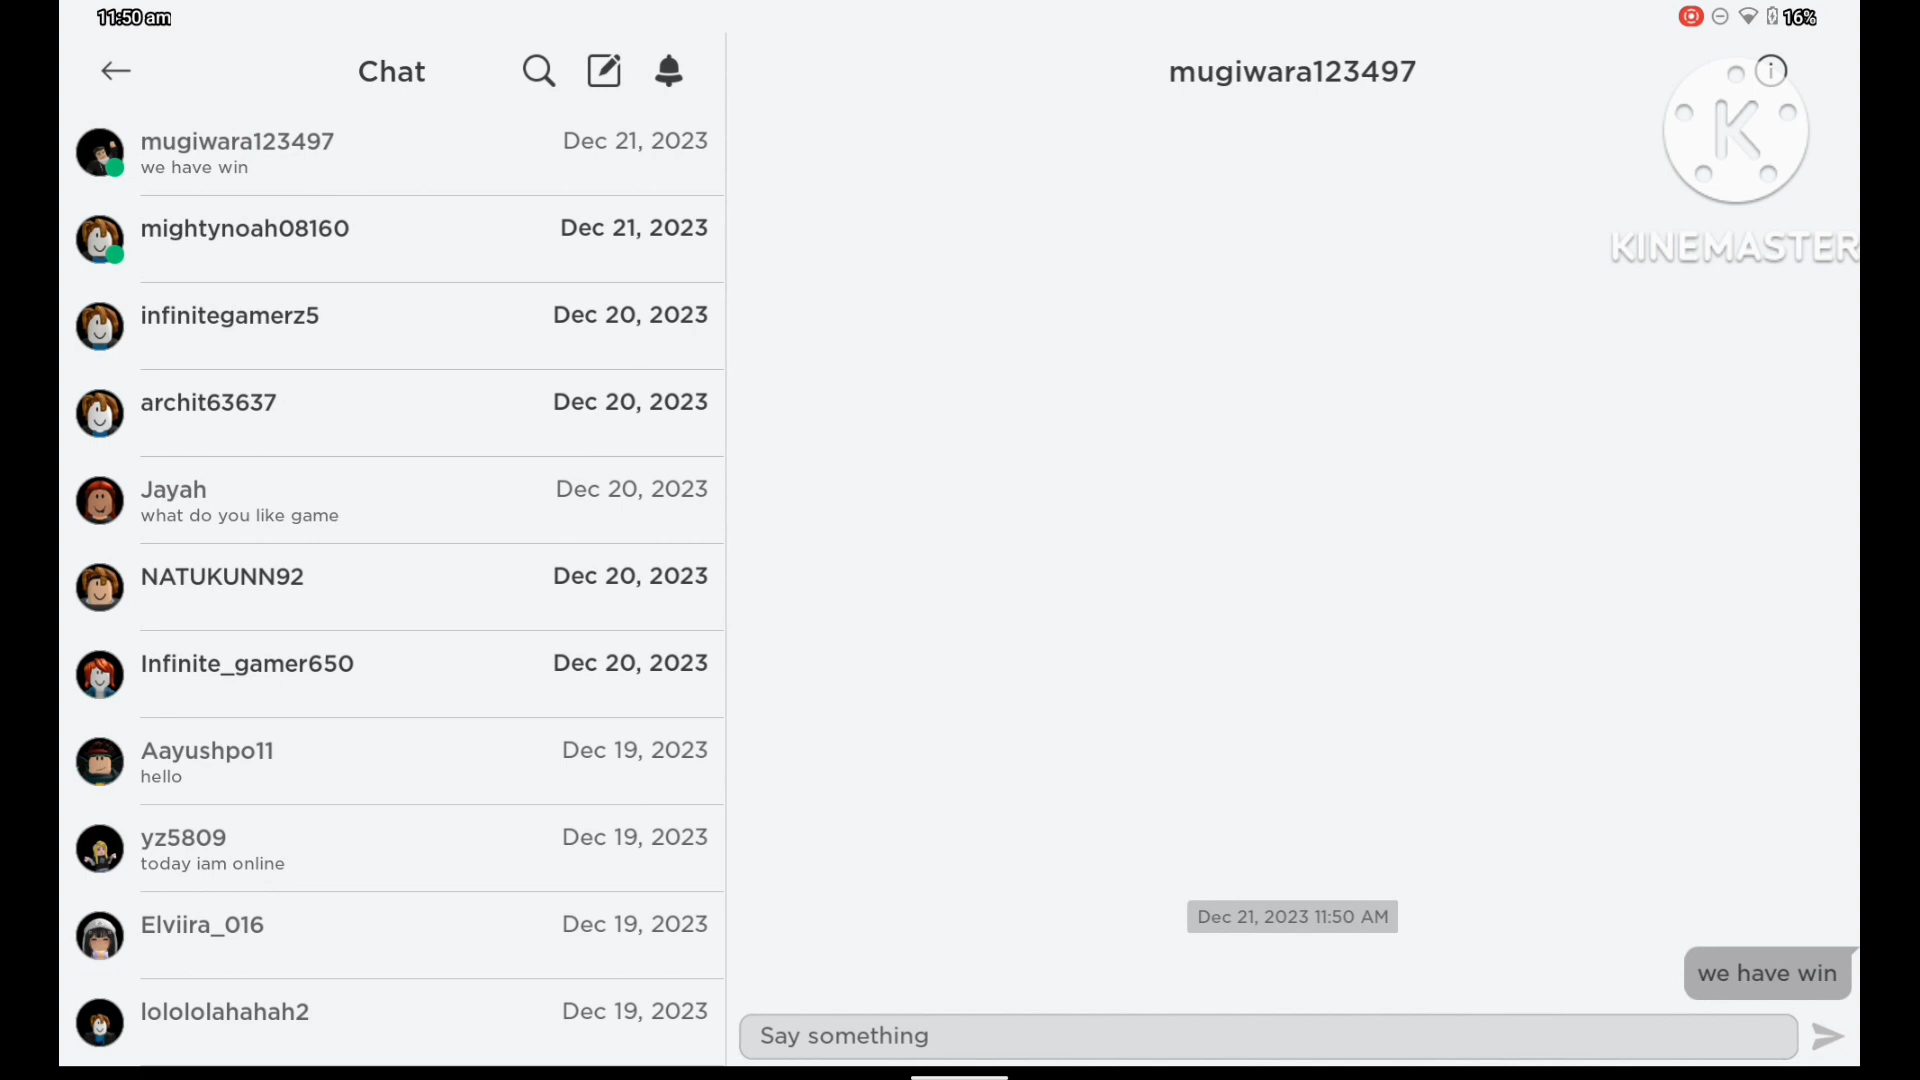 11:50 am
16%
Chat
mugiwara123497
mugiwara123497
Dec 21, 2023
we have win
mightynoah08160
Dec 21, 2023
infinitegamerz5
Dec 20, 2023
archit63637
Dec 20, 2023
Jayah
Dec 20, 2023
what do you like game
NATUKUNN92
Dec 20, 2023
Infinite_gamer650
Dec 20, 2023
Aayushpo11
Dec 19, 2023
hello
yz5809
Dec 19, 2023
today iam online
Elviira_016
Dec 19, 2023
lolololahahah2
Dec 19, 2023
K
KINEMASTER
Dec 21, 2023 11:50 AM
we have win
Say something